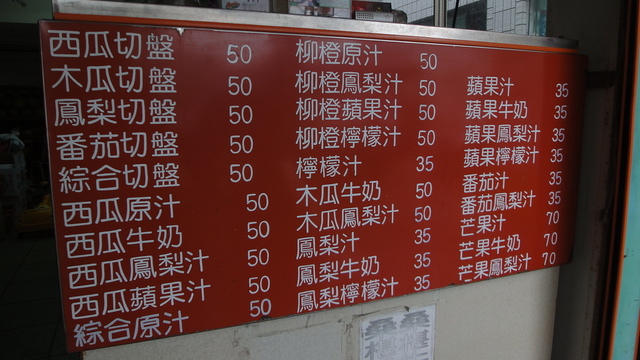 西瓜切盤 50
木瓜切盤 50
鳳梨切盤 50
番茄切盤 50
綜合切盤 50
西瓜原汁 50
西瓜牛奶 50
西瓜鳳梨汁 50
西瓜蘋果汁 50
綜合原汁 50
柳橙原汁 50
柳橙鳳梨汁 50
柳橙蘋果汁 50
柳橙檸檬汁 50
檸檬汁 35
木瓜牛奶 50
木瓜鳳梨汁 50
鳳梨汁 35
鳳梨牛奶 35
鳳梨檸檬汁 35
蘋果汁 35
蘋果牛奶 35
蘋果鳳梨汁 35
蘋果檸檬汁 35
番茄汁 35
番茄鳳梨汁 35
芒果汁 70
芒果牛奶 70
芒果鳳梨汁 70